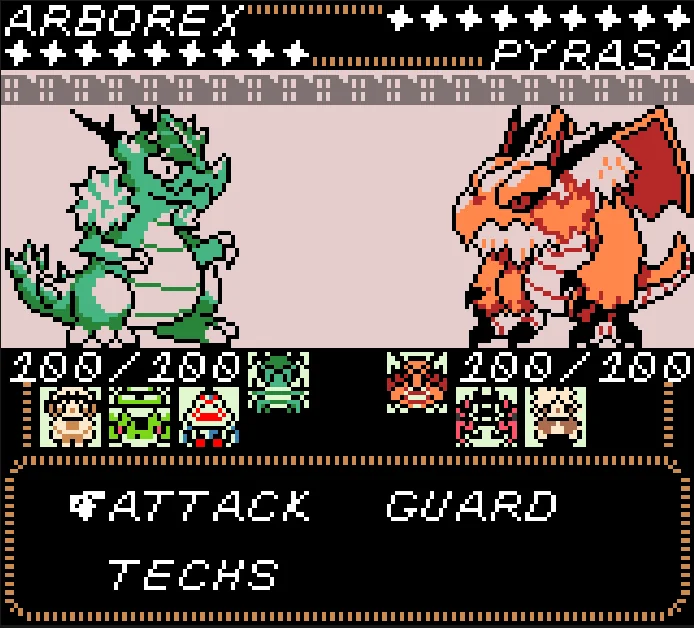 ARBOREX
PYRASA
100/100 100/100
ATTACK GUARD
TECHS